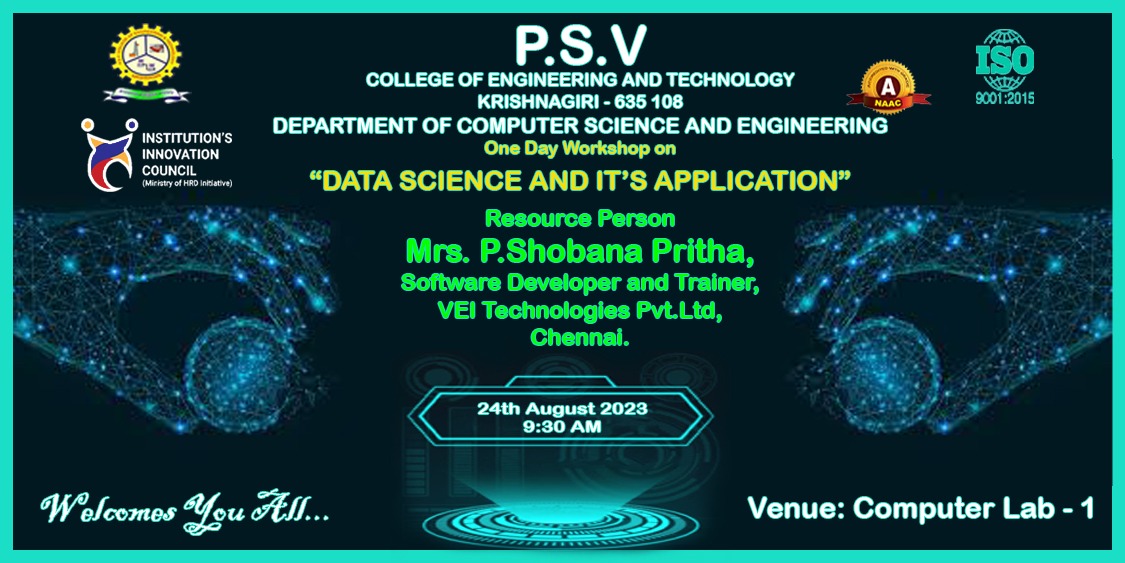 P.S.V
COLLEGE OF ENGINEERING AND TECHNOLOGY
KRISHNAGIRI - 635 108
DEPARTMENT OF COMPUTER SCIENCE AND ENGINEERING
One Day Workshop on
“DATA SCIENCE AND IT’S APPLICATION”
INSTITUTION’S
INNOVATION
COUNCIL
(Ministry of HRD Initiative)
A
NAAC
ISO
9001:2015
Resource Person
Mrs. P.Shobana Pritha,
Software Developer and Trainer,
VEI Technologies Pvt.Ltd,
Chennai.
24th August 2023
9:30 AM
Welcomes You All...
Venue: Computer Lab - 1